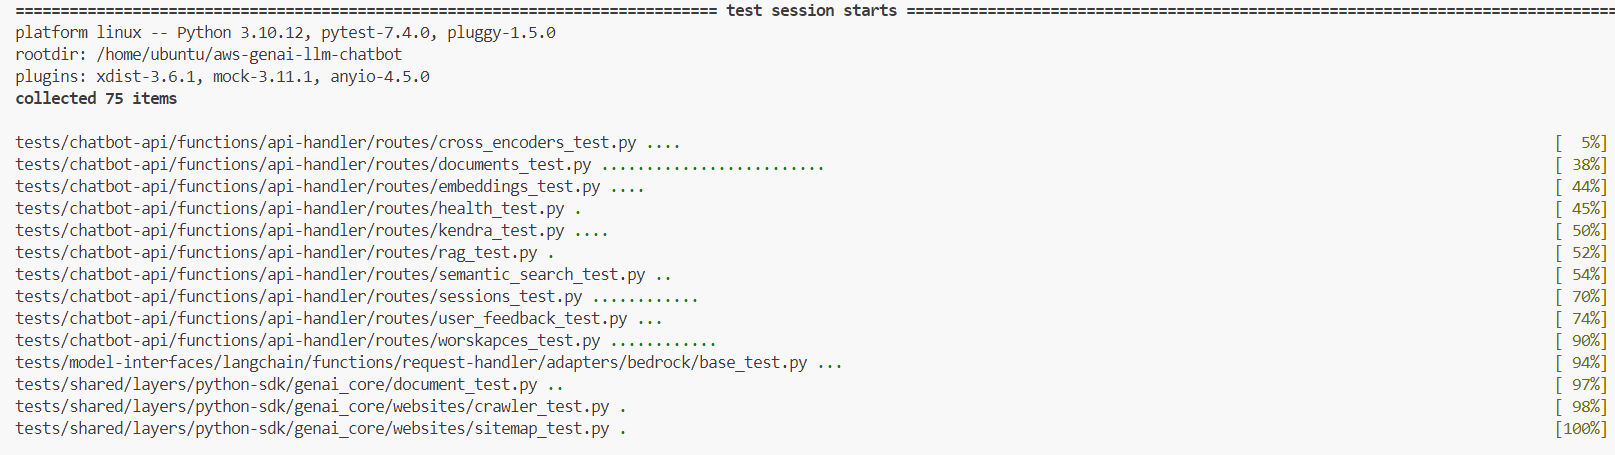 ============================================================================== test session starts ===============================================================================
platform linux -- Python 3.10.12, pytest-7.4.0, pluggy-1.5.0
rootdir: /home/ubuntu/aws-genai-llm-chatbot
plugins: xdist-3.6.1, mock-3.11.1, anyio-4.5.0
collected 75 items
tests/chatbot-api/functions/api-handler/routes/cross_encoders_test.py .... [  5%]
tests/chatbot-api/functions/api-handler/routes/documents_test.py ......................... [ 38%]
tests/chatbot-api/functions/api-handler/routes/embeddings_test.py .... [ 44%]
tests/chatbot-api/functions/api-handler/routes/health_test.py . [ 45%]
tests/chatbot-api/functions/api-handler/routes/kendra_test.py .... [ 50%]
tests/chatbot-api/functions/api-handler/routes/rag_test.py . [ 52%]
tests/chatbot-api/functions/api-handler/routes/semantic_search_test.py .. [ 54%]
tests/chatbot-api/functions/api-handler/routes/sessions_test.py ............ [ 70%]
tests/chatbot-api/functions/api-handler/routes/user_feedback_test.py ... [ 74%]
tests/chatbot-api/functions/api-handler/routes/worskapces_test.py ............ [ 90%]
tests/model-interfaces/langchain/functions/request-handler/adapters/bedrock/base_test.py ... [ 94%]
tests/shared/layers/python-sdk/genai_core/document_test.py .. [ 97%]
tests/shared/layers/python-sdk/genai_core/websites/crawler_test.py . [ 98%]
tests/shared/layers/python-sdk/genai_core/websites/sitemap_test.py . [100%]